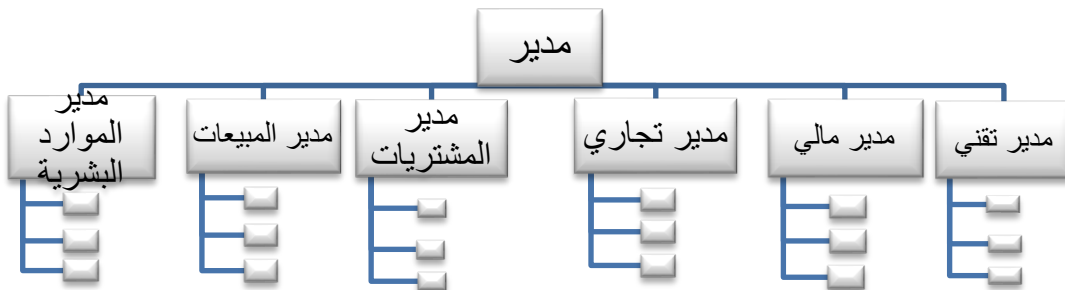 مدير
مدير تقني
مدير مالي
مدير تجاري
مدير
المشتريات
مدير المبيعات
مدير
الموارد
البشرية